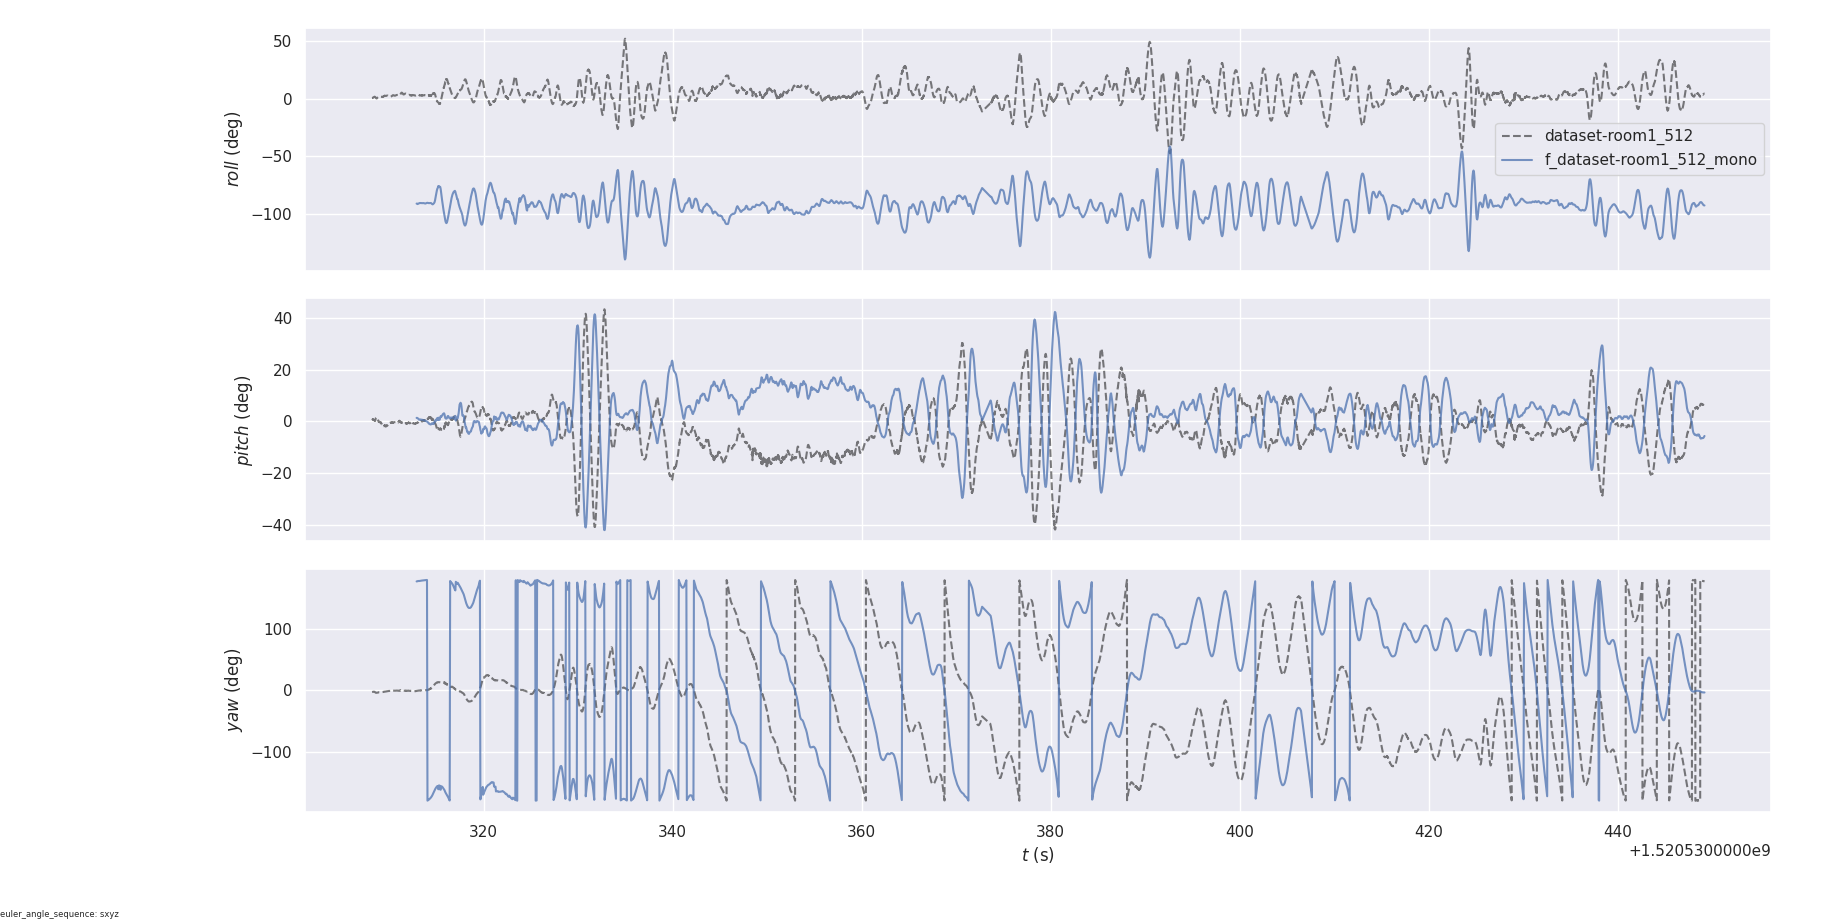 50
0
−50
−100
roll (deg)
dataset-room1_512
f_dataset-room1_512_mono
40
20
0
−20
−40
pitch (deg)
100
0
−100
yaw (deg)
320 340 360 380 400 420 440
t (s)
+1.5205300000e9
euler_angle_sequence: sxyz